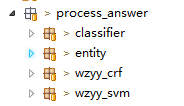 > process_answer
> classifier
> entity
> wzyy_crf
> wzyy_svm